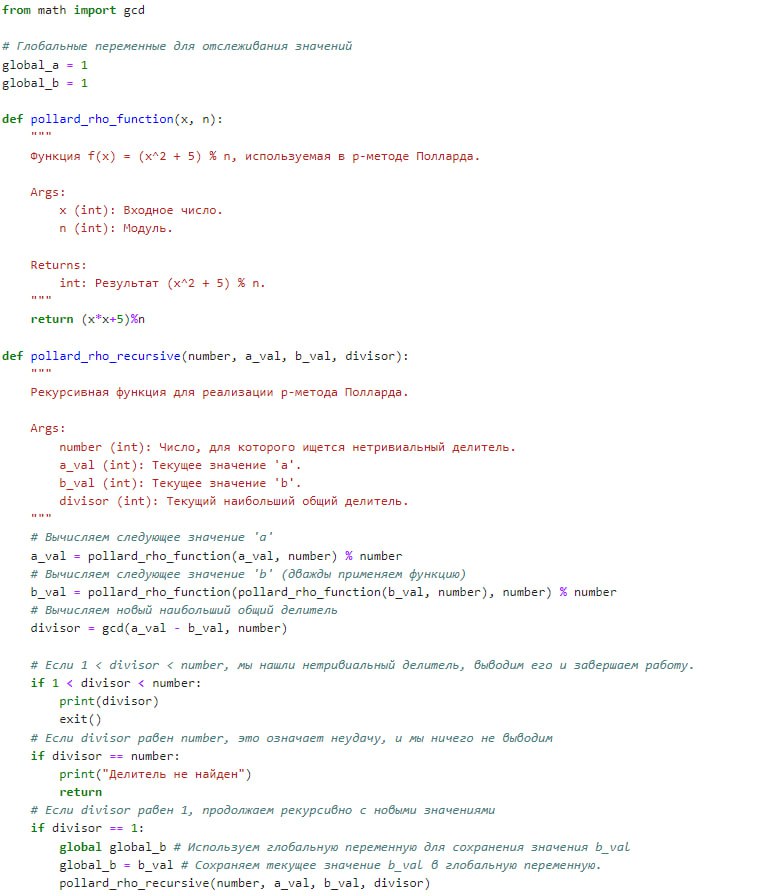 from math import gcd
# Глобальные переменные для отслеживания значений
global_a = 1
global_b = 1
def pollard_rho_function(x, n):
    """
    Функция f(x) = (x^2 + 5) % n, используемая в р-методе Полларда.
    Args:
        x (int): Входное число.
        n (int): Модуль.
    Returns:
        int: Результат (x^2 + 5) % n.
    """
    return (x*x+5)%n
def pollard_rho_recursive(number, a_val, b_val, divisor):
    """
    Рекурсивная функция для реализации р-метода Полларда.
    Args:
        number (int): Число, для которого ищется нетривиальный делитель.
        a_val (int): Текущее значение 'a'.
        b_val (int): Текущее значение 'b'.
        divisor (int): Текущий наибольший общий делитель.
    """
    # Вычисляем следующее значение 'a'
    a_val = pollard_rho_function(a_val, number) % number
    # Вычисляем следующее значение 'b' (дважды применяем функцию)
    b_val = pollard_rho_function(pollard_rho_function(b_val, number), number) % number
    # Вычисляем новый наибольший общий делитель
    divisor = gcd(a_val - b_val, number)
    # Если 1 < divisor < number, мы нашли нетривиальный делитель, выводим его и завершаем работу.
    if 1 < divisor < number:
        print(divisor)
        exit()
    # Если divisor равен number, это означает неудачу, и мы ничего не выводим
    if divisor == number:
        print("Делитель не найден")
        return
    # Если divisor равен 1, продолжаем рекурсивно с новыми значениями
    if divisor == 1:
        global global_b # Используем глобальную переменную для сохранения значения b_val
        global_b = b_val # Сохраняем текущее значение b_val в глобальную переменную.
        pollard_rho_recursive(number, a_val, b_val, divisor)